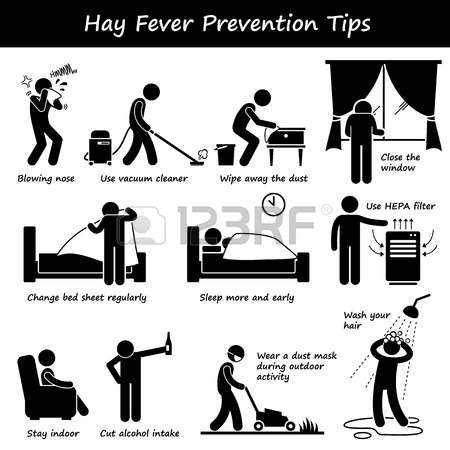 Hay Fever Prevention Tips
HMMM...
Blowing nose
Use vacuum cleaner
Wipe away the dust
Close the
window
Use HEPA filter
123RF
Change bed sheet regularly
Sleep more and early
Wash your
hair
Wear a dust mask
during outdoor
activity
Stay indoor
Cut alcohol intake